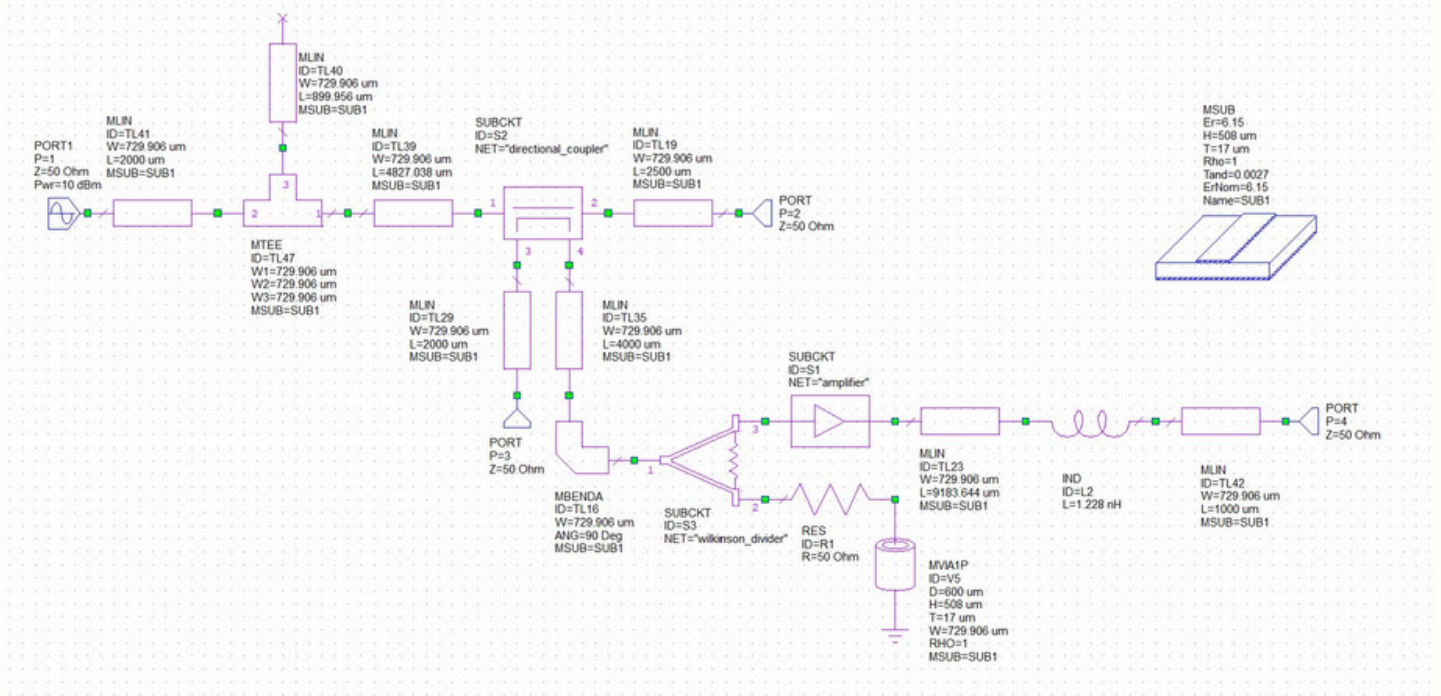 MLIN
ID=TL40
W=729.906 um
L=899.956 um
MSUB=SUB1
MLIN
ID=TL41
W=729.906 um
L=2000 um
MSUB=SUB1
PORT1
P=1
Z=50 Ohm
Pwr=10 dBm
3
2
1
MTEE
ID=TL47
W1=729.906 um
W2=729.906 um
W3=729.906 um
MSUB=SUB1
MLIN
ID=TL39
W=729.906 um
L=4827.038 um
MSUB=SUB1
SUBCKT
ID=S2
NET="directional_coupler"
1
2
3
4
MLIN
ID=TL19
W=729.906 um
L=2500 um
MSUB=SUB1
PORT
P=2
Z=50 Ohm
MSUB
Er=6.15
H=508 um
T=17 um
Rho=1
Tand=0.0027
ErNom=6.15
Name=SUB1
MLIN
ID=TL29
W=729.906 um
L=2000 um
MSUB=SUB1
MLIN
ID=TL35
W=729.906 um
L=4000 um
MSUB=SUB1
PORT
P=3
Z=50 Ohm
MBENDA
ID=TL16
W=729.906 um
ANG=90 Deg
MSUB=SUB1
1
3
2
SUBCKT
ID=S3
NET="wilkinson_divider"
SUBCKT
ID=S1
NET="amplifier"
RES
ID=R1
R=50 Ohm
MLIN
ID=TL23
W=729.906 um
L=9183.644 um
MSUB=SUB1
IND
ID=L2
L=1.228 nH
MLIN
ID=TL42
W=729.906 um
L=1000 um
MSUB=SUB1
PORT
P=4
Z=50 Ohm
MVIA1P
ID=V5
D=600 um
H=508 um
T=17 um
W=729.906 um
RHO=1
MSUB=SUB1